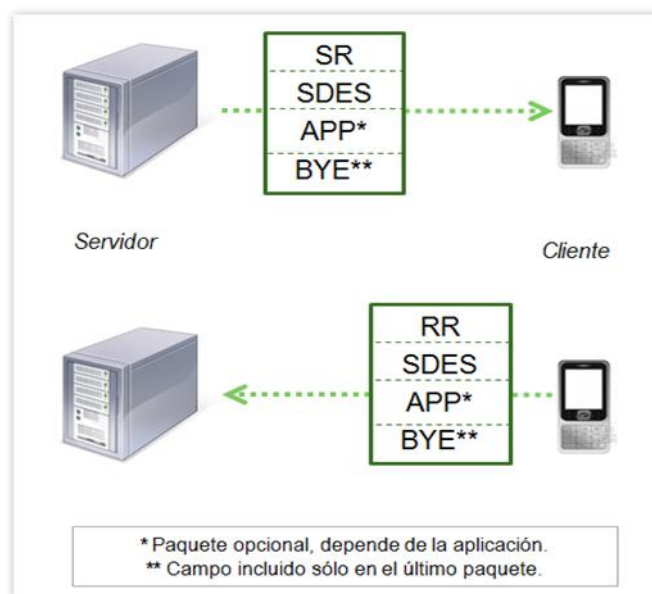 SR
SDES
APP*
BYE**
Servidor
Cliente
RR
SDES
APP*
BYE**
* Paquete opcional, depende de la aplicación.
** Campo incluido sólo en el último paquete.